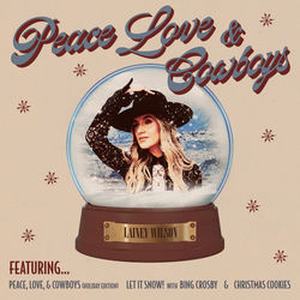 Peace Love &
Cowboys
LAINEY WILSON
FEATURING...
PEACE, LOVE, & COWBOYS (HOLIDAY EDITION) LET IT SNOW! WITH BING CROSBY & CHRISTMAS COOKIES